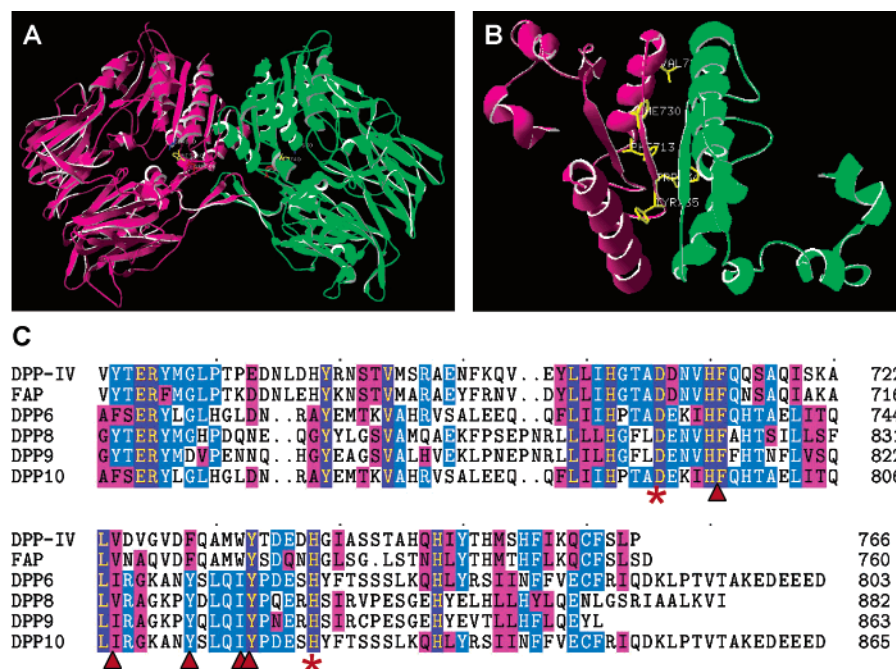 A
B
TYR735
C
DPP-IV VYTERYMGLPTPEDNLDHYRNSTVMSRAENFKQV..EYLLIHGTADDNVHFQQSAQISKA 722
FAP VYTERFMGLPTKDDNLEHYKNSTVMARAEYFRNV..DYLLIHGTADDNVHFQNSAQIAKA 716
DPP6 AFSERYLGLHGLDN..RAYEMTKVAHRVSALEEQ..QFLIIHPTADEKIHFQHTAELITQ 744
DPP8 GYTERYMGHPDQNE..QGYYLGSVAMQAEKFPSEPNRLLLLHGFLDENVHFAHTSILLSF 831
DPP9 GYTERYMDVPENNQ..HGYEAGSVALHVEKLPNEPNRLLILHGFLDENVHFFHTNFLVSQ 822
DPP10 AFSERYLGLHGLDN..RAYEMTKVAHRVSALEEQ..QFLIIHPTADEKIHFQHTAELITQ 806
*
DPP-IV LVDVGVDFQAMWYTDEDHGIASSTAHQHIYTHMSHFIKQCFSLP 766
FAP LVNAQVDFQAMWYSDQNHGLSG.LSTNHLYTHMTHFLKQCFSLSD 760
DPP6 LIRGKANYSLQIYPDESHYFTSSSLKQHLYRSIINFFVECFRIQDKLPTVTAKEDEEED 803
DPP8 LVRAGKPYDLQIYPQERHSIRVPESGEHYELHLLHYLQENLGSRIAALKVI 882
DPP9 LIRAGKPYQLQIYPNERHSIRCPESGEHYEVTLLHFLQEYL 863
DPP10 LIRGKANYSLQIYPDESHYFTSSSLKQHLYRSIINFFVECFRIQDKLPTVTAKEDEEED 865
*